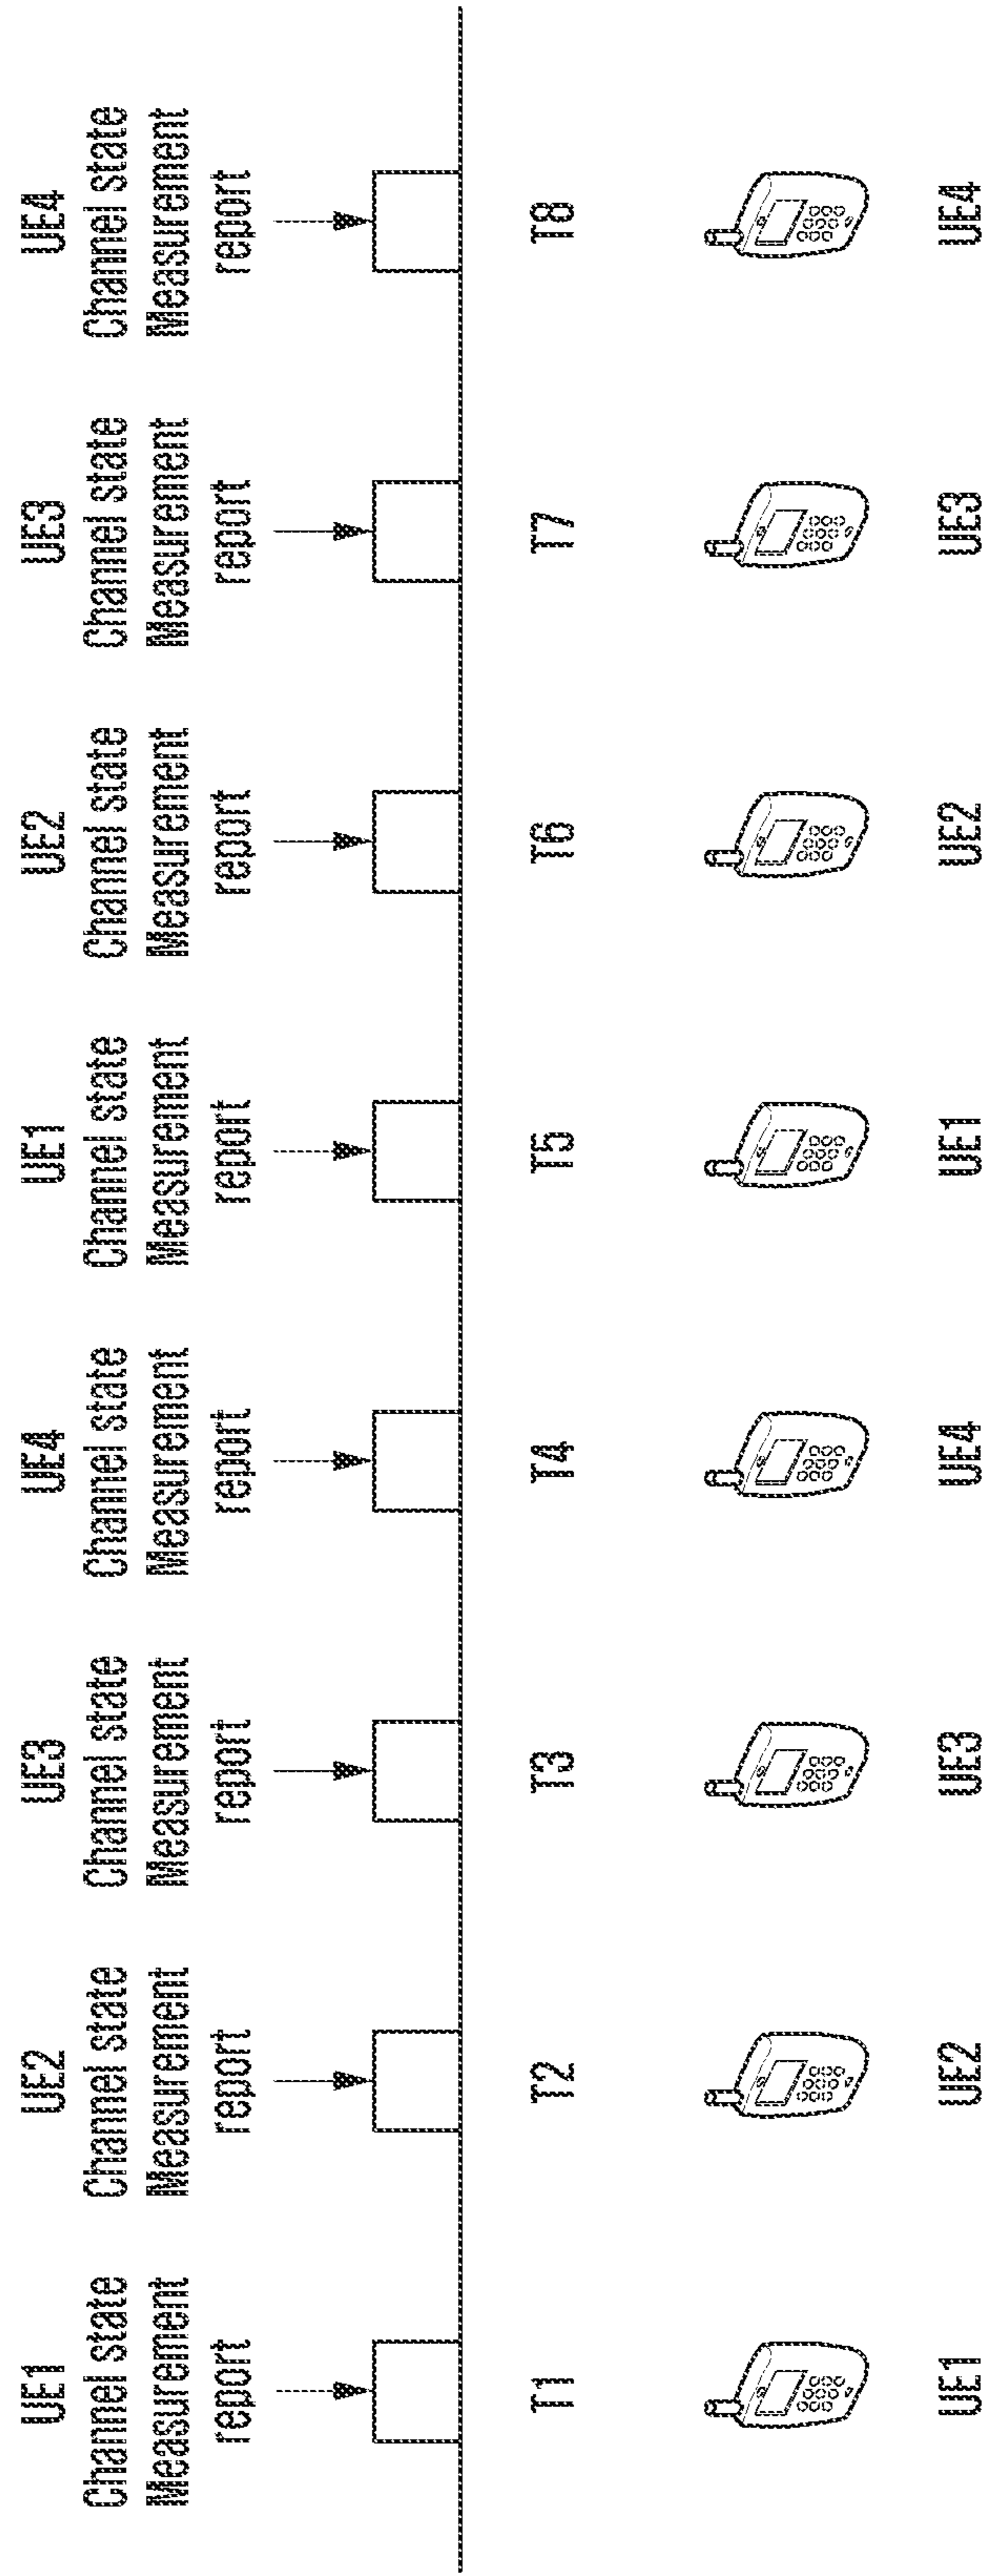 UE1
Channel state
Measurement
report
UE2
Channel state
Measurement
report
UE3
Channel state
Measurement
report
UE4
Channel state
Measurement
report
UE1
Channel state
Measurement
report
UE2
Channel state
Measurement
report
UE3
Channel state
Measurement
report
UE4
Channel state
Measurement
report
T1
T2
T3
T4
T5
T6
T7
T8
UE1
UE2
UE3
UE4
UE1
UE2
UE3
UE4